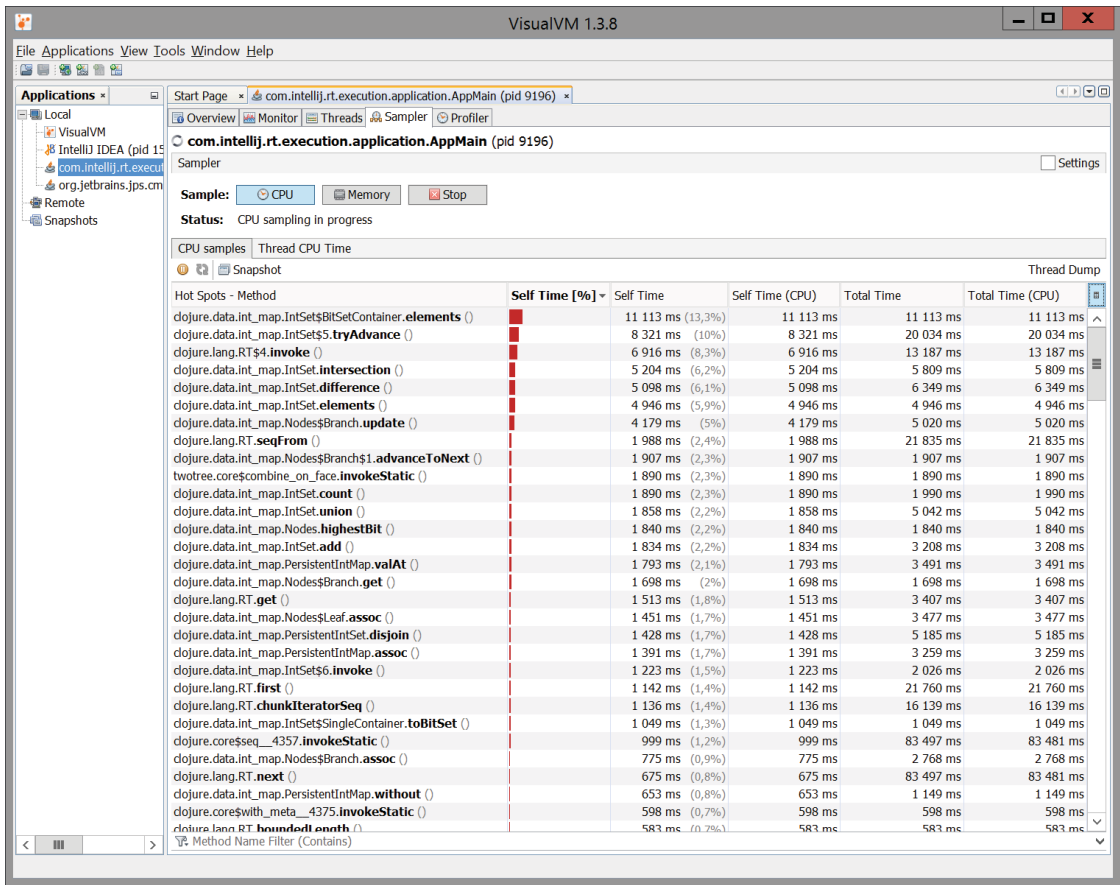 VisualVM 1.3.8
File Applications View Tools Window Help
Applications ×
Local
VisualVM
IntelliJ IDEA (pid 15
com.intellij.rt.execut
org.jetbrains.jps.cm
Remote
Snapshots
Start Page × com.intellij.rt.execution.application.AppMain (pid 9196) ×
Overview Monitor Threads Sampler Profiler
com.intellij.rt.execution.application.AppMain (pid 9196)
Sampler Settings
Sample: CPU Memory Stop
Status: CPU sampling in progress
CPU samples Thread CPU Time
Snapshot Thread Dump
Hot Spots - Method Self Time [%] Self Time Self Time (CPU) Total Time Total Time (CPU)
clojure.data.int_map.IntSet$BitSetContainer.elements () 11 113 ms (13,3%) 11 113 ms 11 113 ms 11 113 ms
clojure.data.int_map.IntSet$5.tryAdvance () 8 321 ms (10%) 8 321 ms 20 034 ms 20 034 ms
clojure.lang.RT$4.invoke () 6 916 ms (8,3%) 6 916 ms 13 187 ms 13 187 ms
clojure.data.int_map.IntSet.intersection () 5 204 ms (6,2%) 5 204 ms 5 809 ms 5 809 ms
clojure.data.int_map.IntSet.difference () 5 098 ms (6,1%) 5 098 ms 6 349 ms 6 349 ms
clojure.data.int_map.IntSet.elements () 4 946 ms (5,9%) 4 946 ms 4 946 ms 4 946 ms
clojure.data.int_map.Nodes$Branch.update () 4 179 ms (5%) 4 179 ms 5 020 ms 5 020 ms
clojure.lang.RT.seqFrom () 1 988 ms (2,4%) 1 988 ms 21 835 ms 21 835 ms
clojure.data.int_map.Nodes$Branch$1.advanceToNext () 1 907 ms (2,3%) 1 907 ms 1 907 ms 1 907 ms
twotree.core$combine_on_face.invokeStatic () 1 890 ms (2,3%) 1 890 ms 1 890 ms 1 890 ms
clojure.data.int_map.IntSet.count () 1 890 ms (2,3%) 1 890 ms 1 990 ms 1 990 ms
clojure.data.int_map.IntSet.union () 1 858 ms (2,2%) 1 858 ms 5 042 ms 5 042 ms
clojure.data.int_map.Nodes.highestBit () 1 840 ms (2,2%) 1 840 ms 1 840 ms 1 840 ms
clojure.data.int_map.IntSet.add () 1 834 ms (2,2%) 1 834 ms 3 208 ms 3 208 ms
clojure.data.int_map.PersistentIntMap.valAt () 1 793 ms (2,1%) 1 793 ms 3 491 ms 3 491 ms
clojure.data.int_map.Nodes$Branch.get () 1 698 ms (2%) 1 698 ms 1 698 ms 1 698 ms
clojure.lang.RT.get () 1 513 ms (1,8%) 1 513 ms 3 407 ms 3 407 ms
clojure.data.int_map.Nodes$Leaf.assoc () 1 451 ms (1,7%) 1 451 ms 3 477 ms 3 477 ms
clojure.data.int_map.PersistentIntSet.disjoin () 1 428 ms (1,7%) 1 428 ms 5 185 ms 5 185 ms
clojure.data.int_map.PersistentIntMap.assoc () 1 391 ms (1,7%) 1 391 ms 3 259 ms 3 259 ms
clojure.data.int_map.IntSet$6.invoke () 1 223 ms (1,5%) 1 223 ms 2 026 ms 2 026 ms
clojure.lang.RT.first () 1 142 ms (1,4%) 1 142 ms 21 760 ms 21 760 ms
clojure.lang.RT.chunkIteratorSeq () 1 136 ms (1,4%) 1 136 ms 16 139 ms 16 139 ms
clojure.data.int_map.IntSet$SingleContainer.toBitSet () 1 049 ms (1,3%) 1 049 ms 1 049 ms 1 049 ms
clojure.core$seq__4357.invokeStatic () 999 ms (1,2%) 999 ms 83 497 ms 83 481 ms
clojure.data.int_map.Nodes$Branch.assoc () 775 ms (0,9%) 775 ms 2 768 ms 2 768 ms
clojure.lang.RT.next () 675 ms (0,8%) 675 ms 83 497 ms 83 481 ms
clojure.data.int_map.PersistentIntMap.without () 653 ms (0,8%) 653 ms 1 149 ms 1 149 ms
clojure.core$with_meta__4375.invokeStatic () 598 ms (0,7%) 598 ms 598 ms 598 ms
clojure.lang.RT.boundedLength () 583 ms (0,7%) 583 ms 583 ms 583 ms
Method Name Filter (Contains)